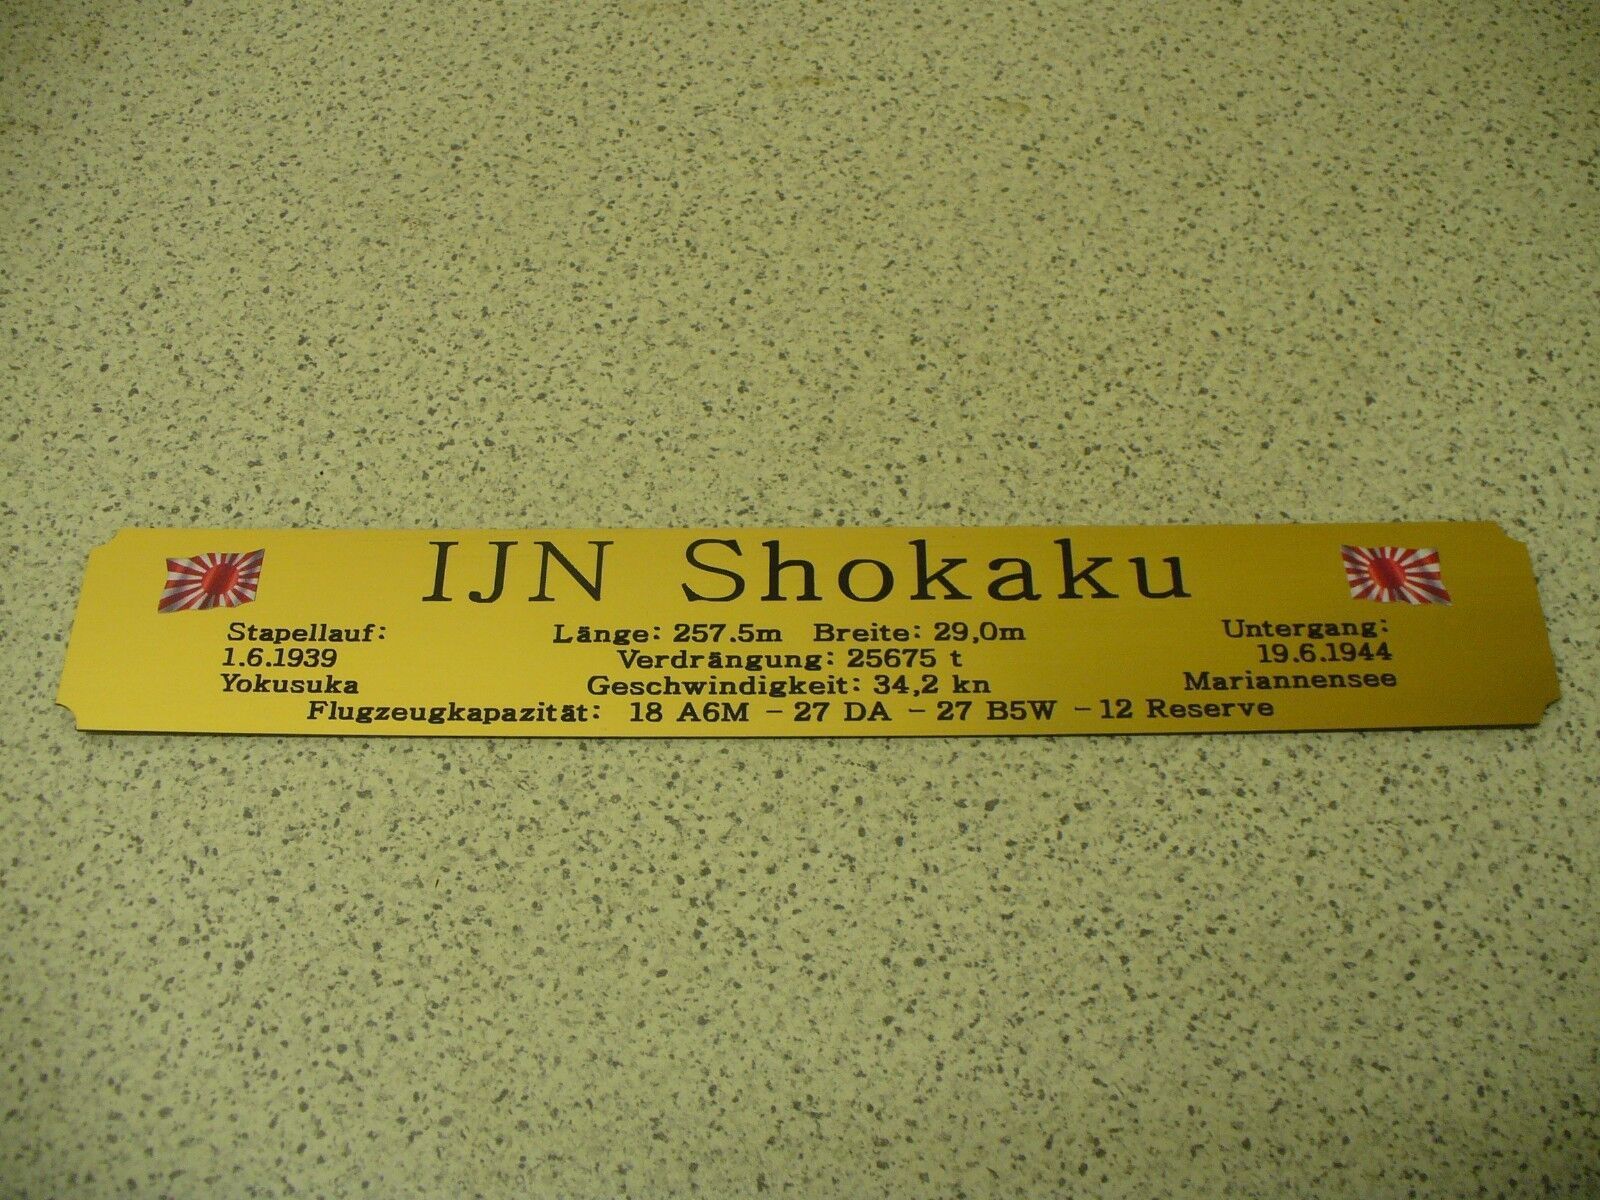 IJN Shokaku
Stapellauf: Länge: 257.5m Breite: 29,0m Untergang:
1.6.1939 Verdrängung: 25675 t 19.6.1944
Yokusuka Geschwindigkeit: 34,2 kn Mariannensee
Flugzeugkapazität: 18 A6M - 27 DA - 27 B5W - 12 Reserve